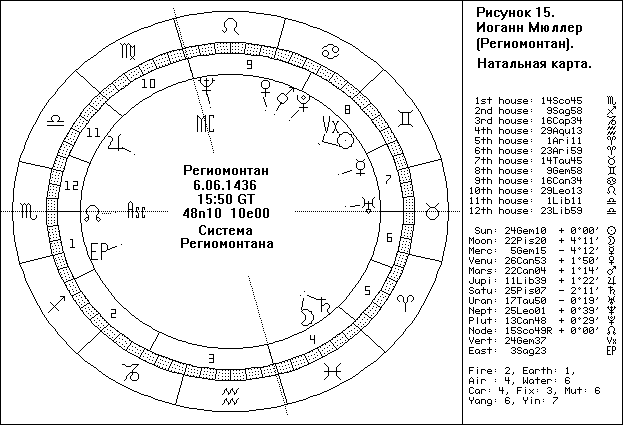 Рисунок 15.
Иоганн Мюллер
(Региомонтан).
Натальная карта.
9
10
8
MC
Vx
11
7
12
Asc
Региомонтан
6.06.1436
15:50 GT
48n10 10e00
Система
Региомонтана
1
EP
6
2
5
3
4
1st house: 14Sco45 ♏
2nd house: 9Sag58 ♐
3rd house: 16Cap34 ♑
4th house: 29Aqu13 ♒
5th house: 1Ari11 ♈
6th house: 23Ari59 ♈
7th house: 14Tau45 ♉
8th house: 9Gem58 ♊
9th house: 16Can34 ♋
10th house: 29Leo13 ♌
11th house: 1Lib11 ♎
12th house: 23Lib59 ♎
Sun: 24Gem10 + 0°00' ☉
Moon: 22Pis20 + 4°11' ☽
Merc: 5Gem15 - 4°12' ☿
Venu: 26Can53 + 1°50' ♀
Mars: 22Can04 + 1°14' ♂
Jupi: 11Lib39 + 1°22' ♃
Satu: 25Pis07 - 2°11' ♄
Uran: 17Tau50 - 0°19' ♅
Nept: 25Leo01 + 0°39' ♆
Plut: 13Can48 + 0°29'
Node: 15Sco49R + 0°00' ☊
Vert: 24Gem37 Vx
East: 3Sag23 EP
Fire: 2, Earth: 1,
Air : 4, Water: 6
Car: 4, Fix: 3, Mut: 6
Yang: 6, Yin: 7